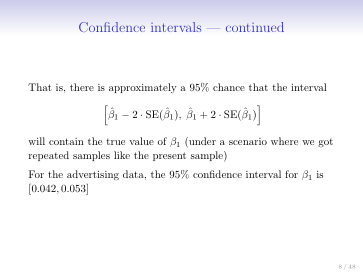 Confidence intervals — continued
That is, there is approximately a 95% chance that the interval
[β̂₁ − 2 · SE(β̂₁), β̂₁ + 2 · SE(β̂₁)]
will contain the true value of β₁ (under a scenario where we got
repeated samples like the present sample)
For the advertising data, the 95% confidence interval for β₁ is
[0.042, 0.053]
8 / 48